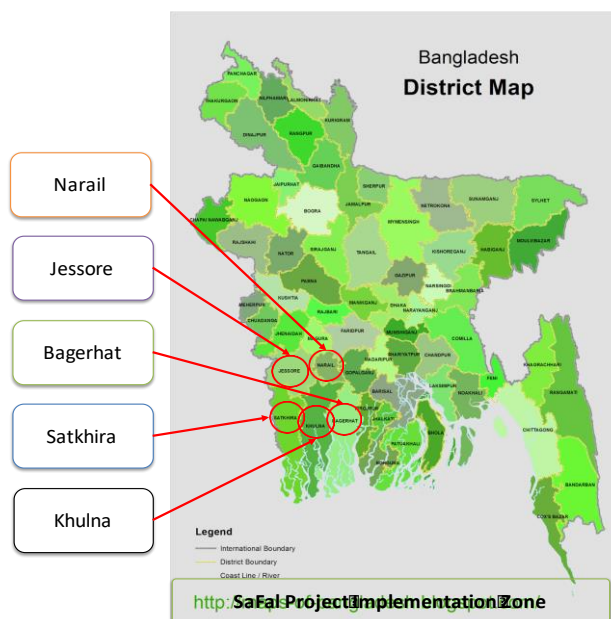 Bangladesh
District Map
Narail
Jessore
Bagerhat
Satkhira
Khulna
PANCHAGAR
THAKURGAON
NILPHAMARI
LALMONIRHAT
KURIGRAM
DINAJPUR
RANGPUR
GAIBANDHA
JAIPURHAT
SHERPUR
NAOGAON
BOGRA
JAMALPUR
NETROKONA
SUNAMGANJ
SYLHET
MYMENSINGH
CHAPAI NAWABGANJ
RAJSHAHI
NATOR
SIRAJGANJ
TANGAIL
KISHOREGANJ
HABIGANJ
MOULVIBAZAR
PABNA
GAZIPUR
NARSINGDI
BRAHMANBARIA
KUSHTIA
MEHERPUR
CHUADANGA
RAJBARI
MANIKGANJ
DHAKA
NARAYANGANJ
JHENAIDAH
MAGURA
FARIDPUR
MUNSHIGANJ
COMILLA
JESSORE
NARAIL
GOPALGANJ
MADARIPUR
SHARIYATPUR
CHANDPUR
KHAGRACHHARI
FENI
RANGAMATI
BARISAL
LAKSHMIPUR
NOAKHALI
SATKHIRA
KHULNA
BAGERHAT
BHOLA
PATUAKHALI
CHITTAGONG
BANDARBAN
COX'S BAZAR
Legend
International Boundary
District Boundary
Coast Line / River
SaFal Project Implementation Zone